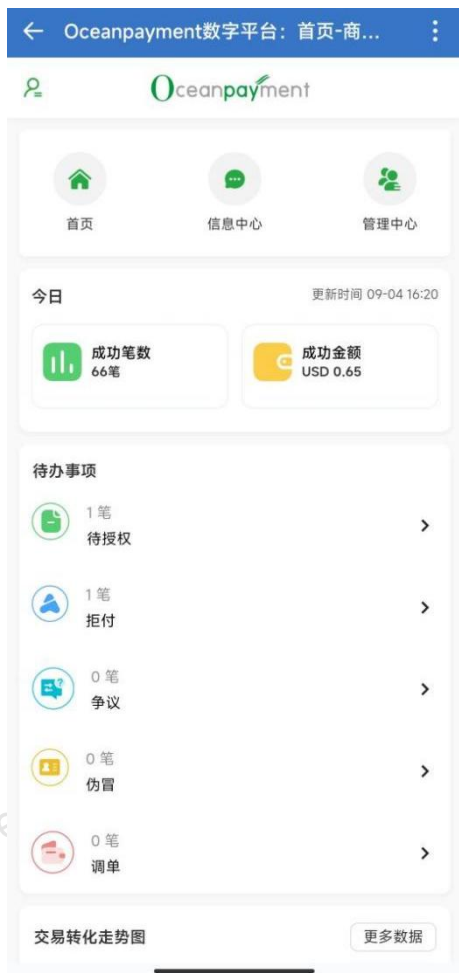 Oceanpayment数字平台：首页-商...
Oceanpayment
首页
信息中心
管理中心
今日
更新时间 09-04 16:20
成功笔数
66笔
成功金额
USD 0.65
待办事项
1 笔
待授权
1 笔
拒付
0 笔
争议
0 笔
伪冒
0 笔
调单
交易转化走势图
更多数据